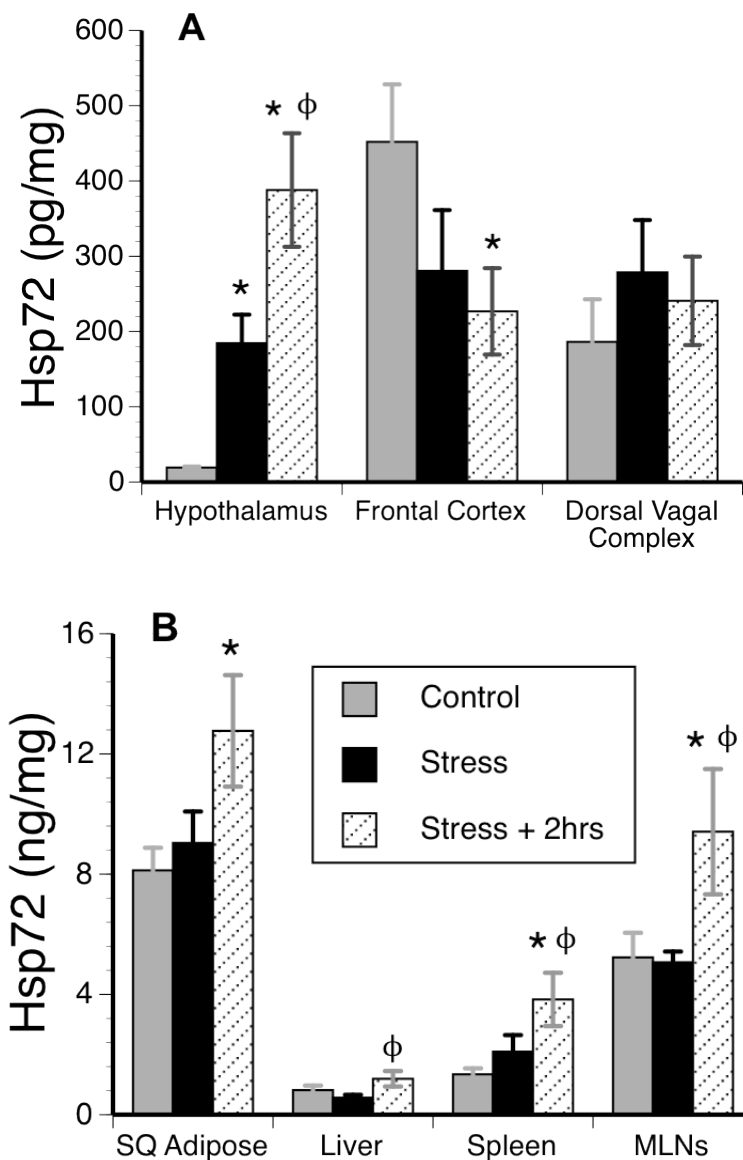 A
600
500
400
300
200
100
0
Hsp72 (pg/mg)
* ϕ
*
*
Hypothalamus
Frontal Cortex
Dorsal Vagal
Complex
B
16
12
8
4
0
Hsp72 (ng/mg)
*
Control
Stress
Stress + 2hrs
ϕ
* ϕ
* ϕ
SQ Adipose
Liver
Spleen
MLNs